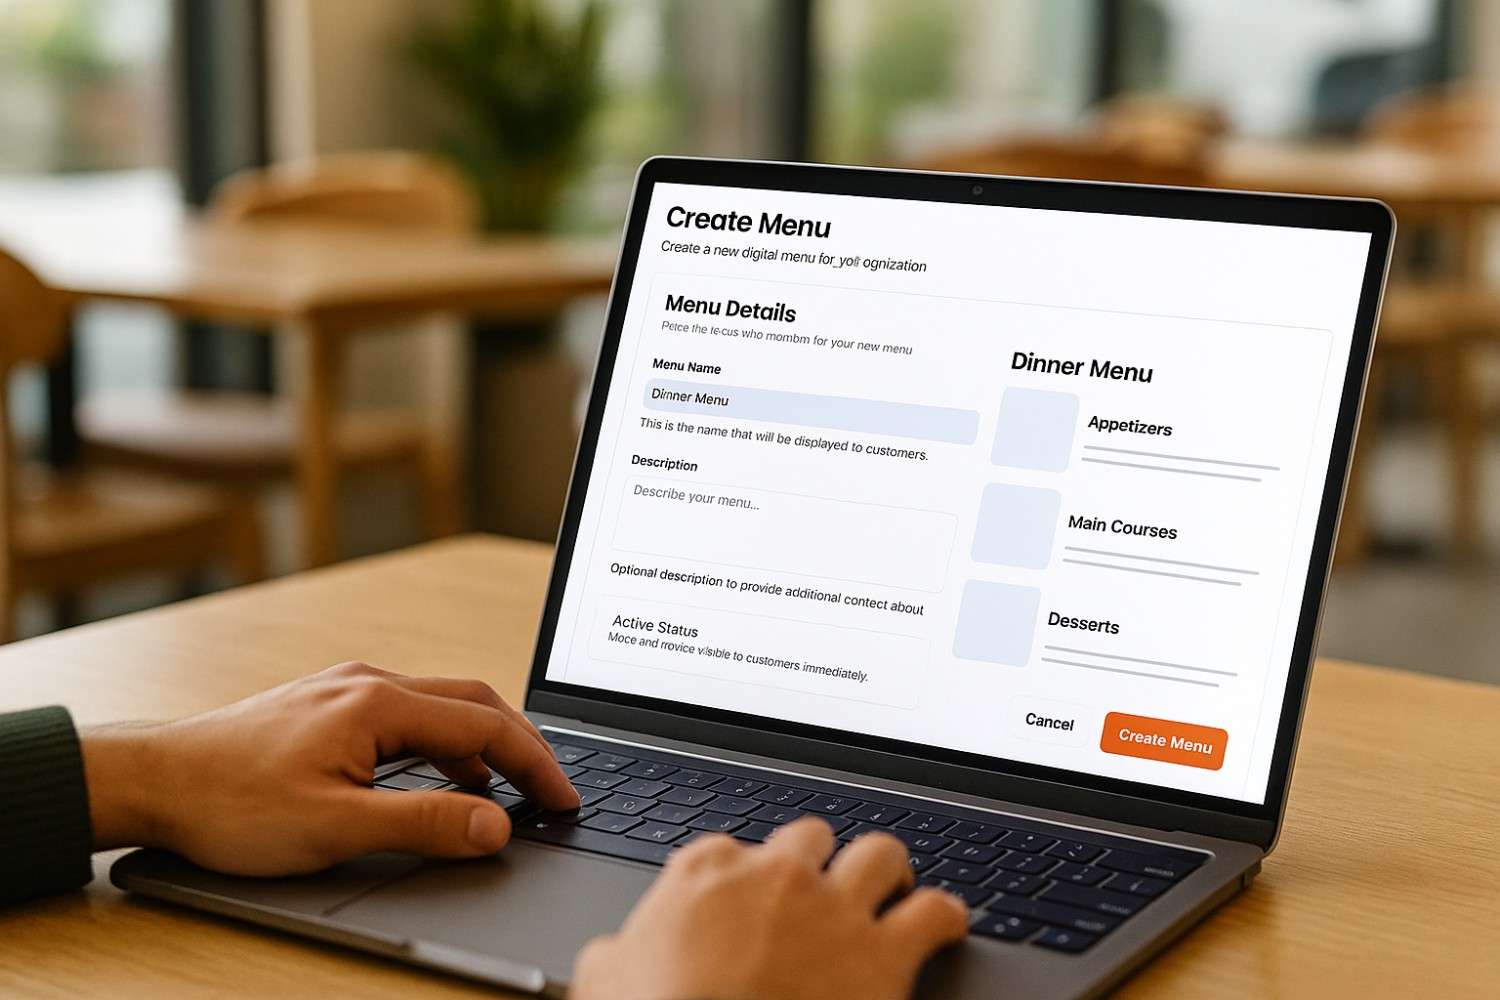 Create Menu
Create a new digital menu for yoır ognization
Menu Details
Petce the te-cus who mombm for your new menu
Menu Name
Dinner Menu
This is the name that will be displayed to customers.
Description
Describe your menu...
Optional description to provide additional contect about
Active Status
Moce and rrovice visible to customers immediately.
Dinner Menu
Appetizers
Main Courses
Desserts
Cancel
Create Menu